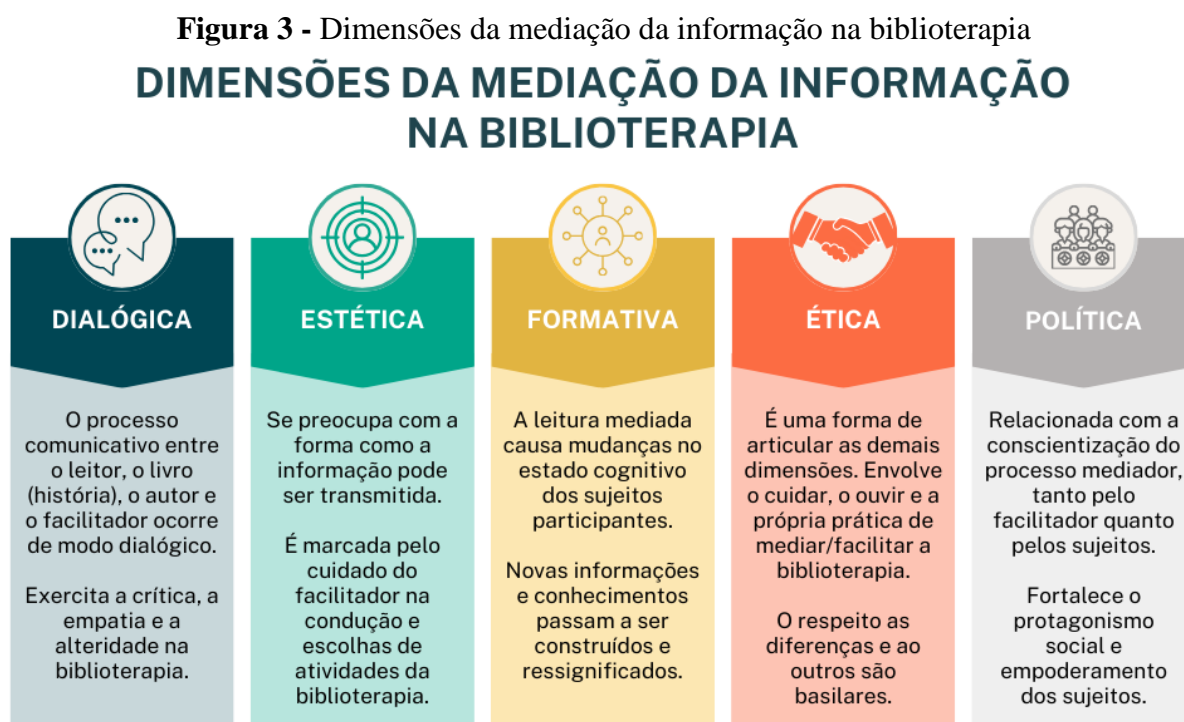 Figura 3 - Dimensões da mediação da informação na biblioterapia
DIMENSÕES DA MEDIAÇÃO DA INFORMAÇÃO
NA BIBLIOTERAPIA
DIALÓGICA
O processo
comunicativo entre
o leitor, o livro
(história), o autor e
o facilitador ocorre
de modo dialógico.
Exercita a crítica, a
empatia e a
alteridade na
biblioterapia.
ESTÉTICA
Se preocupa com a
forma como a
informação pode
ser transmitida.
É marcada pelo
cuidado do
facilitador na
condução e
escolhas de
atividades da
biblioterapia.
FORMATIVA
A leitura mediada
causa mudanças no
estado cognitivo
dos sujeitos
participantes.
Novas informações
e conhecimentos
passam a ser
construídos e
ressignificados.
ÉTICA
É uma forma de
articular as demais
dimensões. Envolve
o cuidar, o ouvir e a
própria prática de
mediar/facilitar a
biblioterapia.
O respeito as
diferenças e ao
outros são
basilares.
POLÍTICA
Relacionada com a
conscientização do
processo mediador,
tanto pelo
facilitador quanto
pelos sujeitos.
Fortalece o
protagonismo
social e
empoderamento
dos sujeitos.